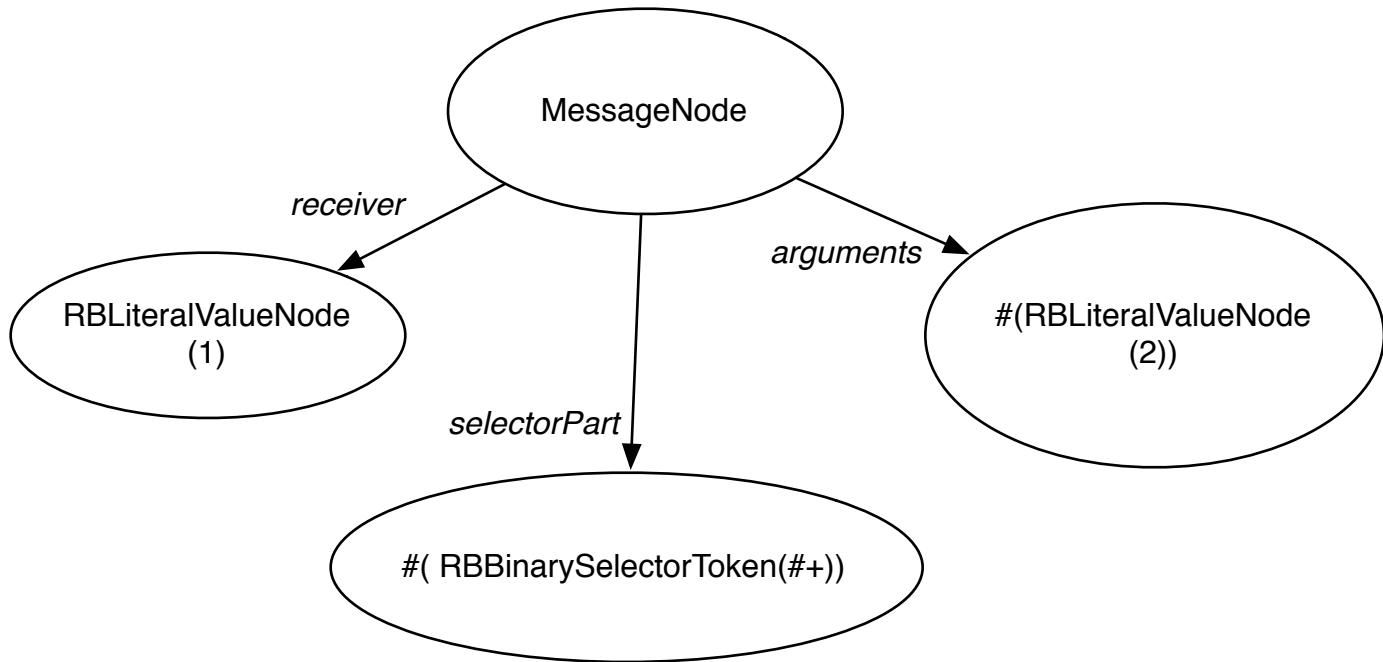 MessageNode
receiver
arguments
RBLiteralValueNode
(1)
#(RBLiteralValueNode
(2))
selectorPart
#( RBBinarySelectorToken(#+))